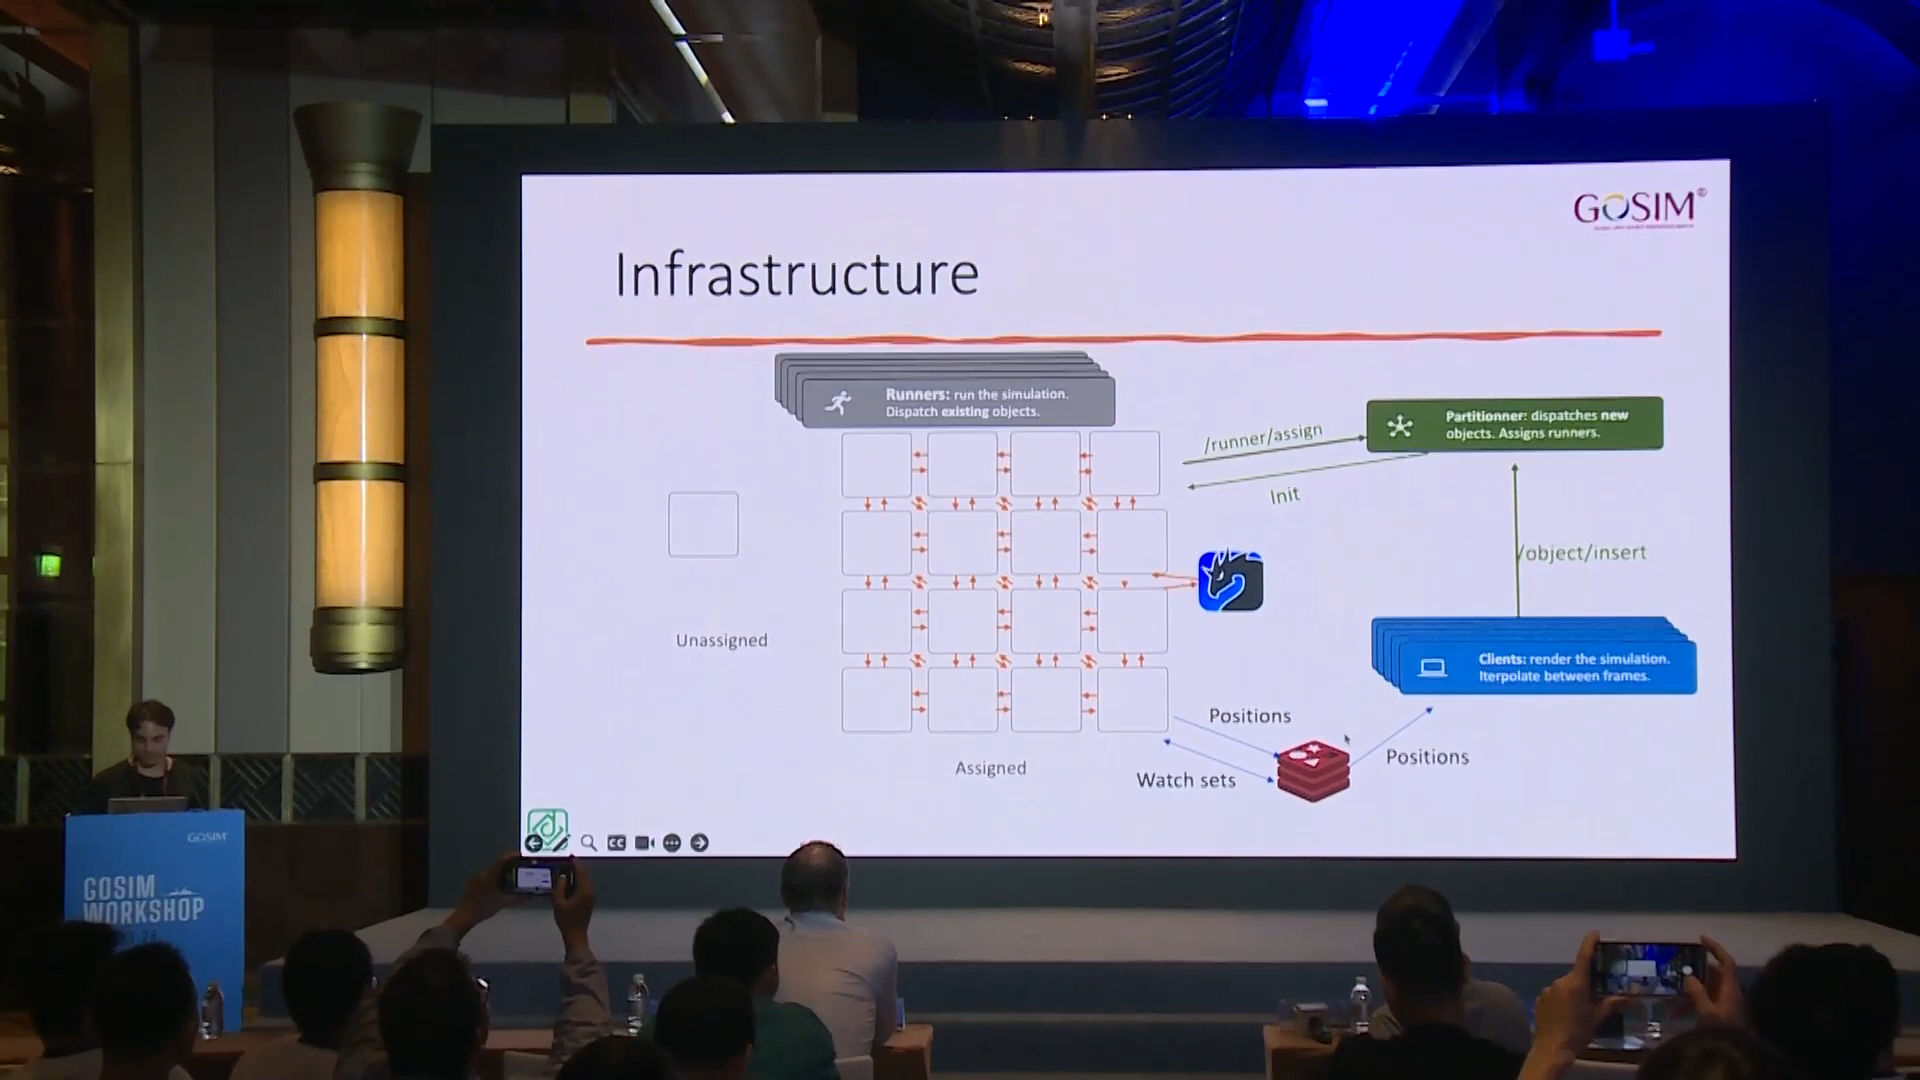 GOSIM®
Infrastructure
Runners: run the simulation.
Dispatch existing objects.
Partitionner: dispatches new
objects. Assigns runners.
/runner/assign
Init
/object/insert
Unassigned
Clients: render the simulation.
Iterpolate between frames.
Positions
Positions
Assigned
Watch sets
CC
GOSIM
GOSIM
WORKSHOP